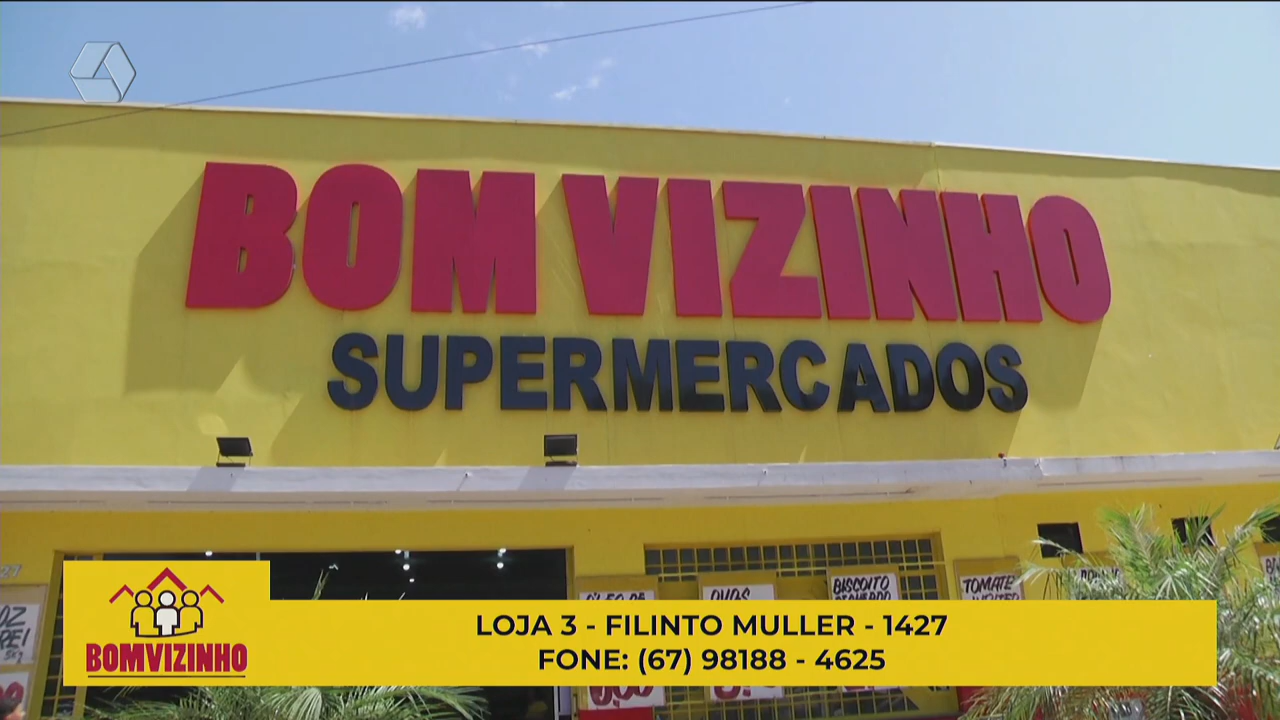 BOM VIZINHO
SUPERMERCADOS
OVOS
BISCOITO
TOMATE
BOMVIZINHO
LOJA 3 - FILINTO MULLER - 1427
FONE: (67) 98188 - 4625